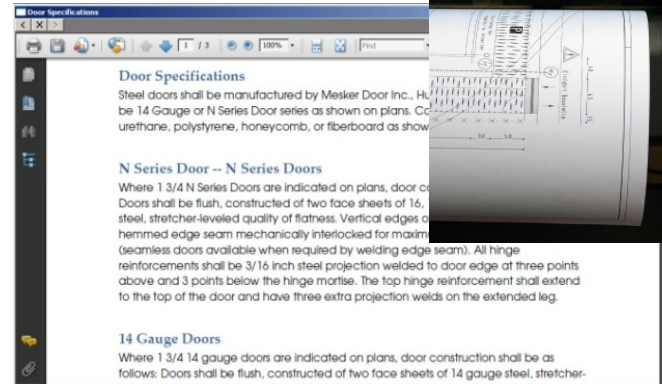 Door Specifications
1 / 3
100%
Find
Door Specifications
Steel doors shall be manufactured by Mesker Door Inc., Hu
be 14 Gauge or N Series Door series as shown on plans. Co
urethane, polystyrene, honeycomb, or fiberboard as show
N Series Door -- N Series Doors
Where 1 3/4 N Series Doors are indicated on plans, door co
Doors shall be flush, constructed of two face sheets of 16,
steel, stretcher-leveled quality of flatness. Vertical edges o
hemmed edge seam mechanically interlocked for maxim
(seamless doors available when required by welding edge seam). All hinge
reinforcements shall be 3/16 inch steel projection welded to door edge at three points
above and 3 points below the hinge mortise. The top hinge reinforcement shall extend
to the top of the door and have three extra projection welds on the extended leg.
14 Gauge Doors
Where 1 3/4 14 gauge doors are indicated on plans, door construction shall be as
follows: Doors shall be flush, constructed of two face sheets of 14 gauge steel, stretcher-